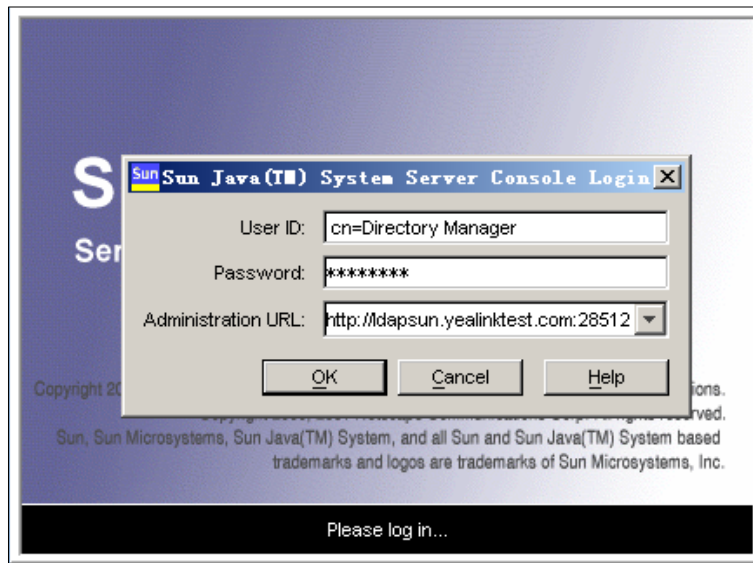 Sun Sun Java(TM) System Server Console Login
S
Ser
User ID: cn=Directory Manager
Password: ********
Administration URL: http://ldapsun.yealinktest.com:28512
OK Cancel Help
Copyright 20 ions.
rved.
Sun, Sun Microsystems, Sun Java(TM) System, and all Sun and Sun Java(TM) System based
trademarks and logos are trademarks of Sun Microsystems, Inc.
Please log in...